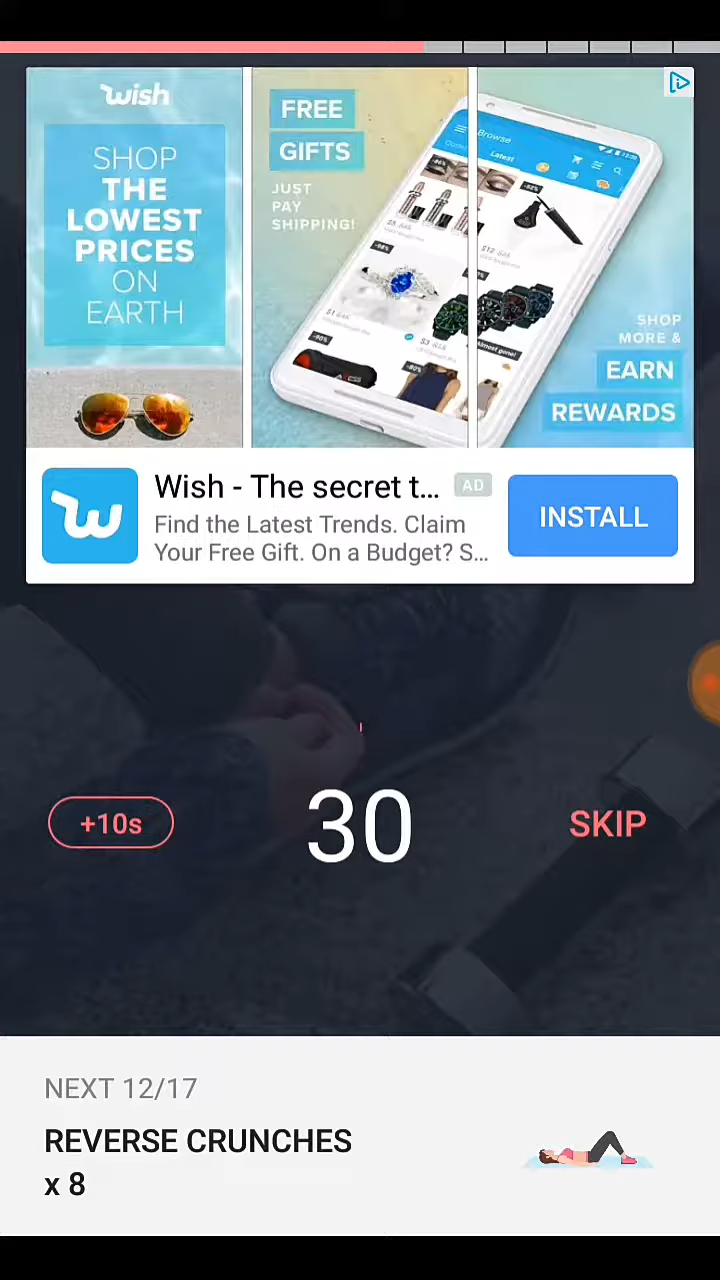 wish
SHOP
THE
LOWEST
PRICES
ON
EARTH
FREE
GIFTS
JUST
PAY
SHIPPING!
Browse
Latest
SHOP
MORE &
EARN
REWARDS
Wish - The secret t... AD
Find the Latest Trends. Claim
Your Free Gift. On a Budget? S...
INSTALL
+10s
30
SKIP
NEXT 12/17
REVERSE CRUNCHES
x 8